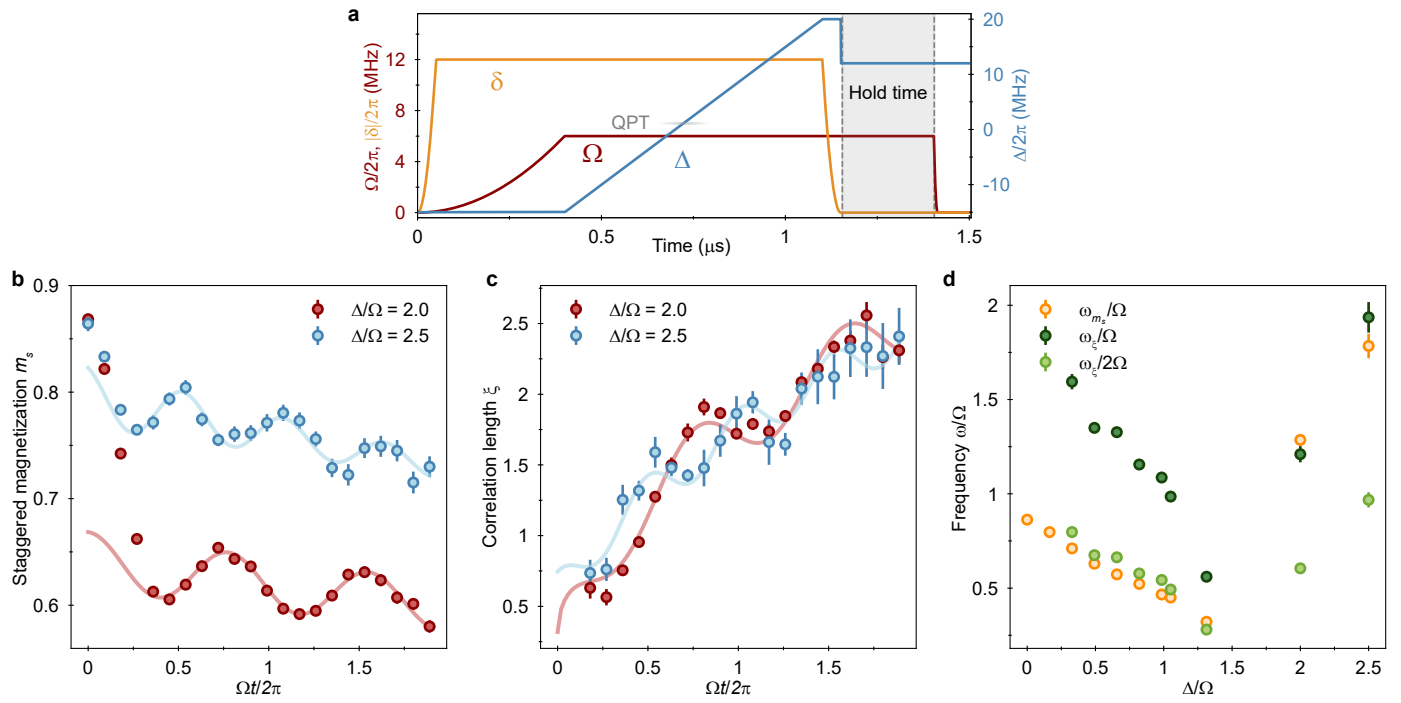 a
Ω/2π, |δ|/2π (MHz)
12
8
4
0
δ
QPT
Ω
Δ
Hold time
20
10
0
-10
Δ/2π (MHz)
0
0.5
1
1.5
Time (μs)
b
Staggered magnetization mₛ
0.9
0.8
0.7
0.6
Δ/Ω = 2.0
Δ/Ω = 2.5
0
0.5
1
1.5
Ωt/2π
c
Correlation length ξ
2.5
2
1.5
1
0.5
Δ/Ω = 2.0
Δ/Ω = 2.5
0
0.5
1
1.5
Ωt/2π
d
Frequency ω/Ω
2
1.5
1
0.5
ω_{mₛ}/Ω
ω_ξ/Ω
ω_ξ/2Ω
0
0.5
1
1.5
2.0
2.5
Δ/Ω